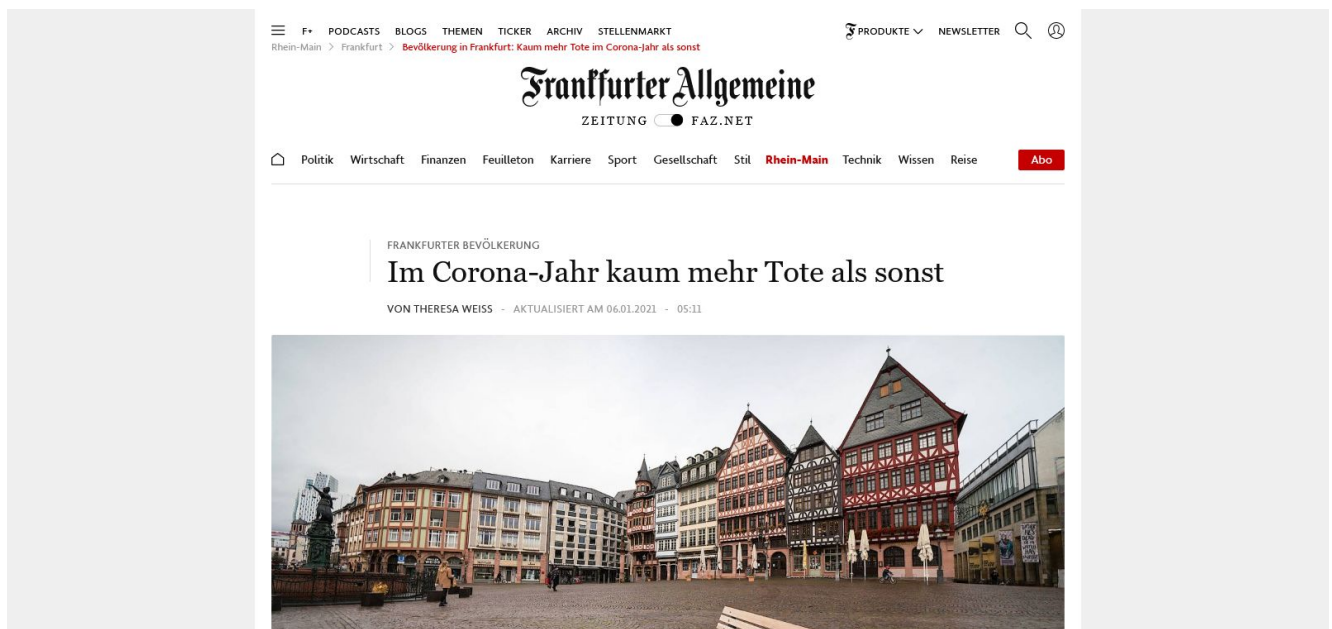 F+ PODCASTS BLOGS THEMEN TICKER ARCHIV STELLENMARKT PRODUKTE NEWSLETTER
Rhein-Main > Frankfurt > Bevölkerung in Frankfurt: Kaum mehr Tote im Corona-Jahr als sonst
Frankfurter Allgemeine
ZEITUNG FAZ.NET
Politik Wirtschaft Finanzen Feuilleton Karriere Sport Gesellschaft Stil Rhein-Main Technik Wissen Reise Abo
FRANKFURTER BEVÖLKERUNG
Im Corona-Jahr kaum mehr Tote als sonst
VON THERESA WEISS - AKTUALISIERT AM 06.01.2021 - 05:11